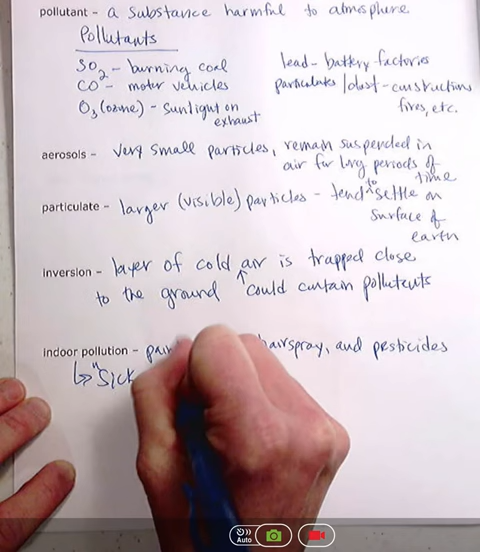 pollutant - a substance harmful to atmosphere
Pollutants
SO2 - burning coal
CO - motor vehicles
O3 (ozone) - sunlight on
exhaust
lead - battery factories
particulates / dust - constructions
fires, etc.
aerosols - very small particles, remain suspended in
air for long periods of
time
particulate - larger (visible) particles - tend to settle on
surface of
earth
inversion - layer of cold air is trapped close
to the ground ↑ could contain pollutants
indoor pollution - hairspray, and pesticides
↳ "Sick
Auto